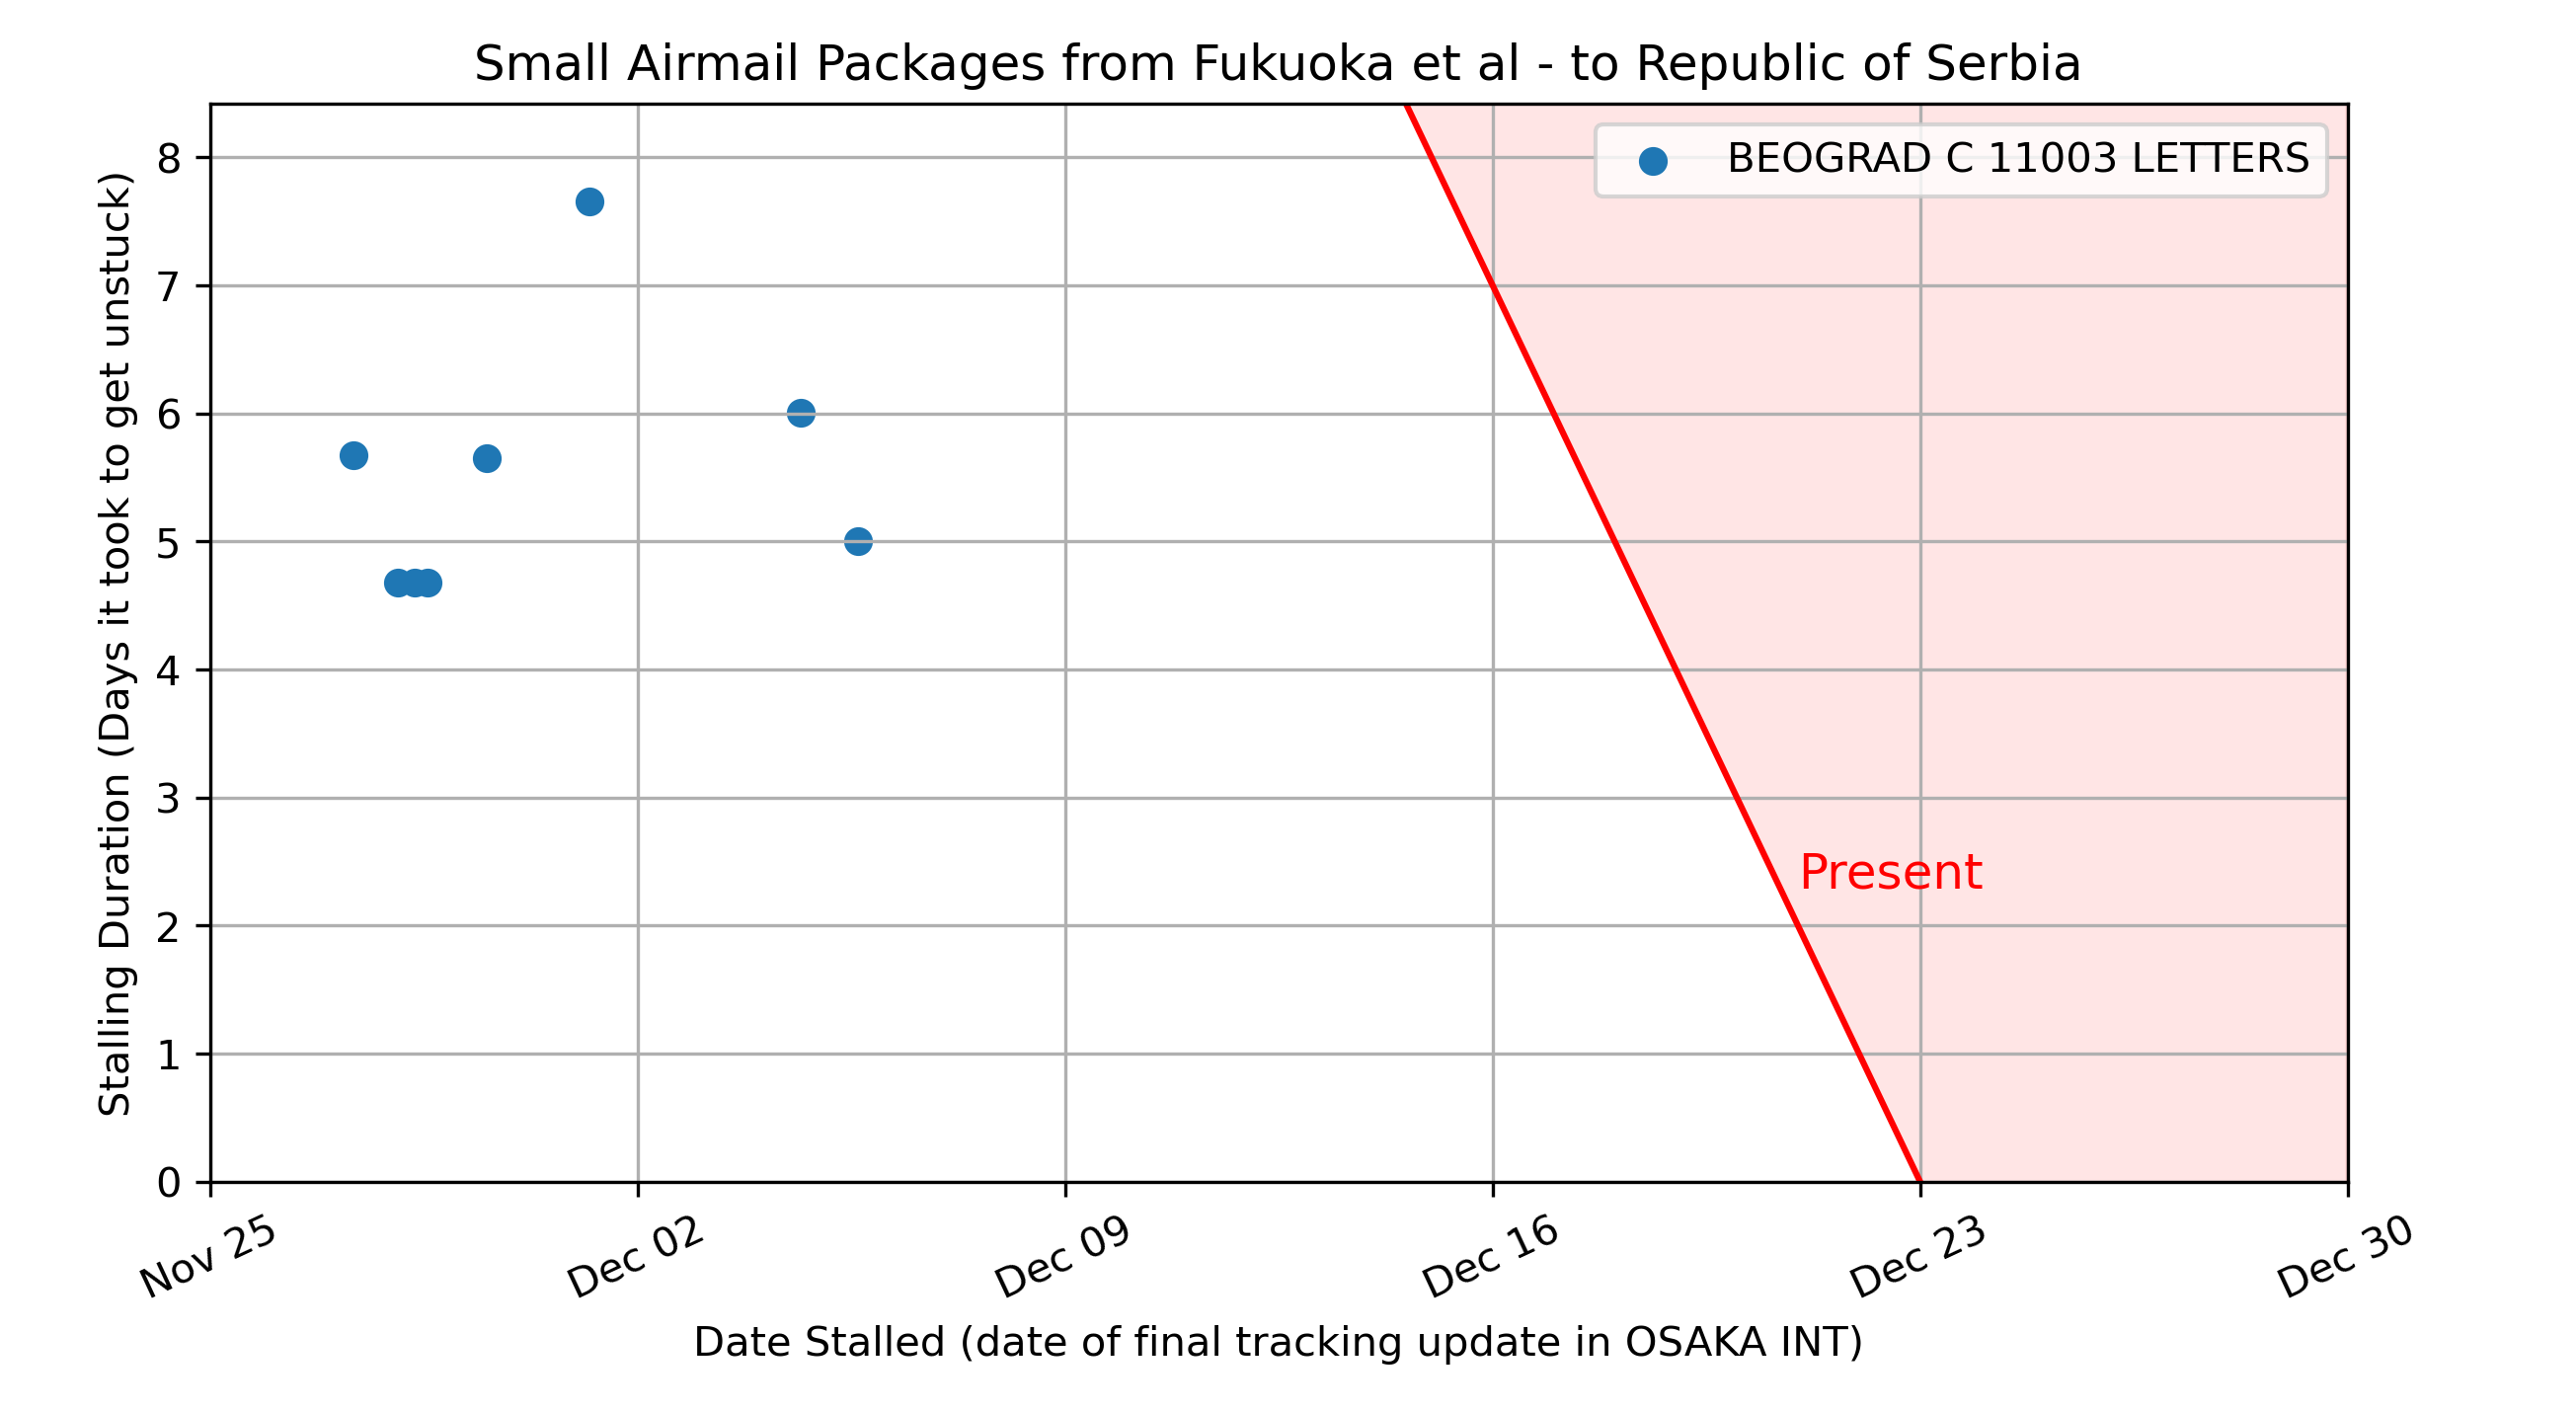 Small Airmail Packages from Fukuoka et al - to Republic of Serbia
BEOGRAD C 11003 LETTERS
Stalling Duration (Days it took to get unstuck)
8
7
6
5
4
3
2
1
0
Present
Nov 25
Dec 02
Dec 09
Dec 16
Dec 23
Dec 30
Date Stalled (date of final tracking update in OSAKA INT)